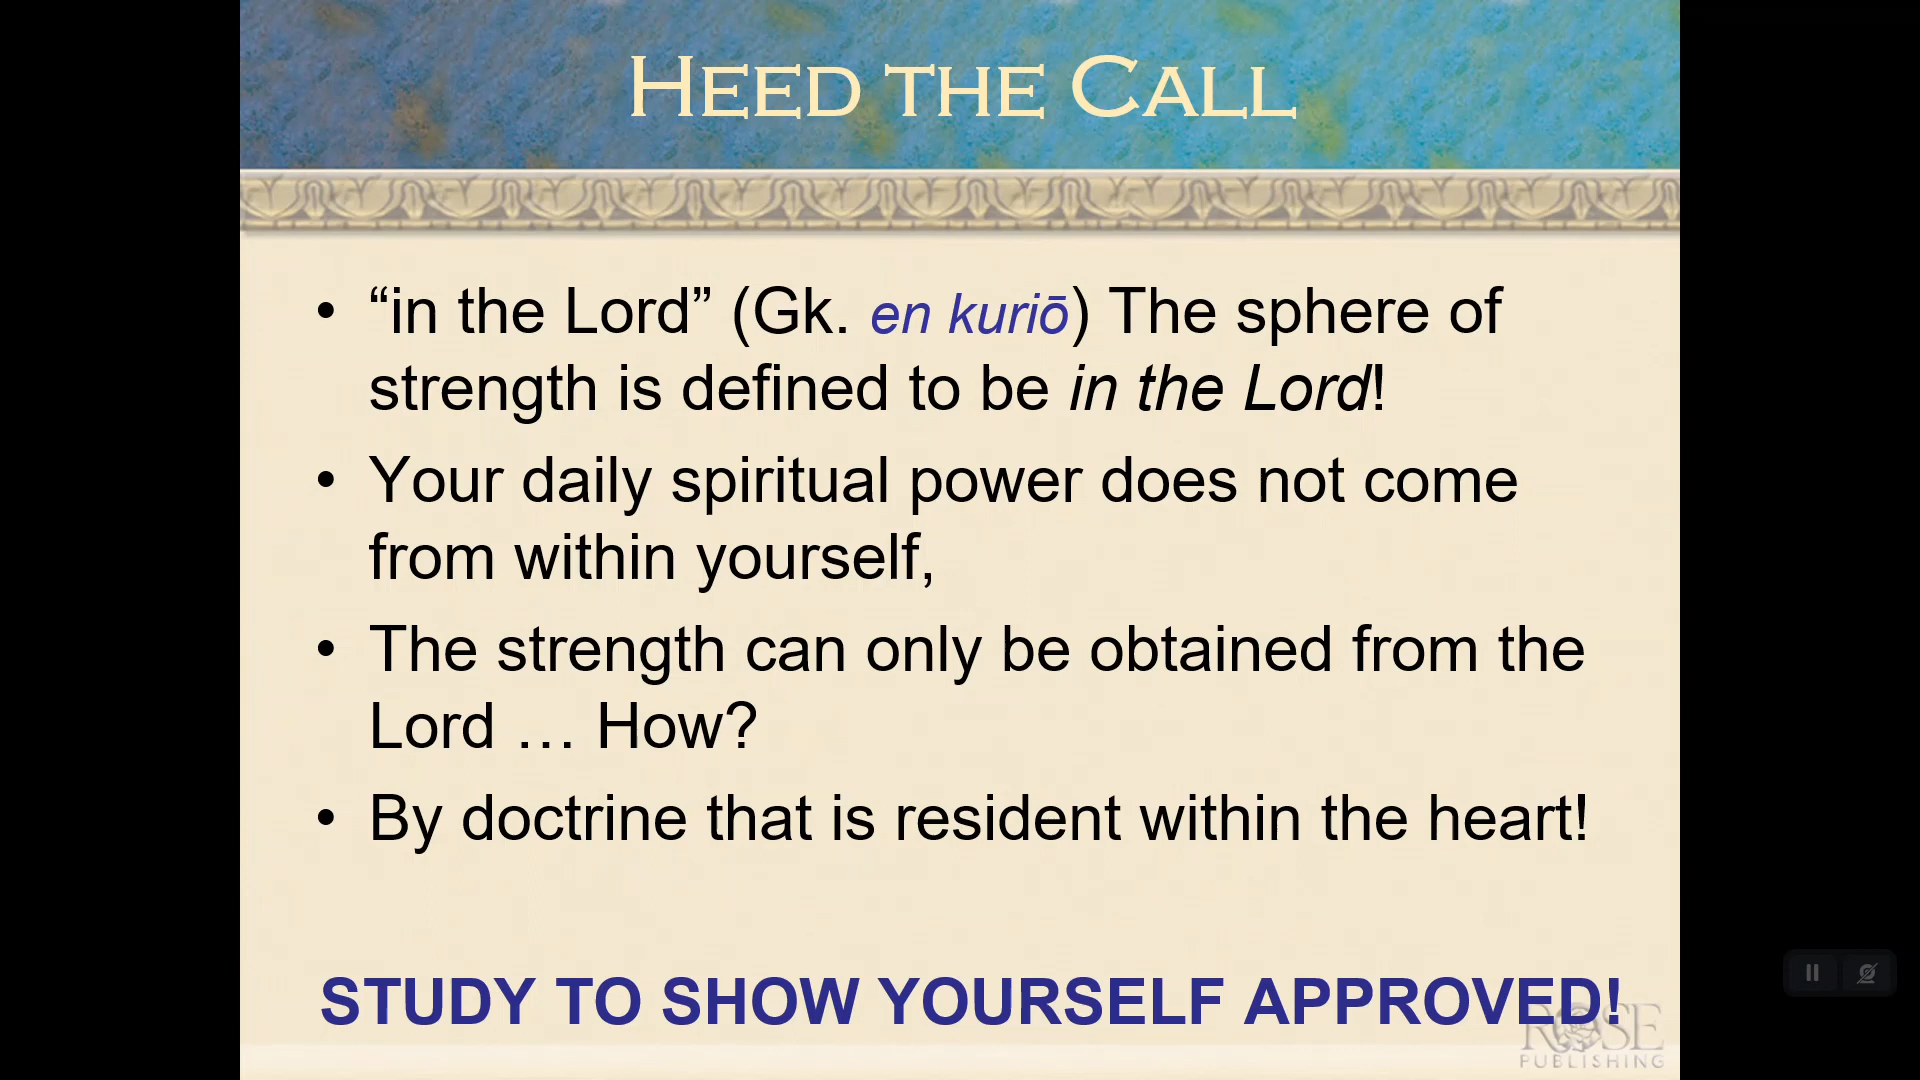 HEED THE CALL
• “in the Lord” (Gk. en kuriō) The sphere of
strength is defined to be in the Lord!
• Your daily spiritual power does not come
from within yourself,
• The strength can only be obtained from the
Lord … How?
• By doctrine that is resident within the heart!
STUDY TO SHOW YOURSELF APPROVED!
ROSE
PUBLISHING